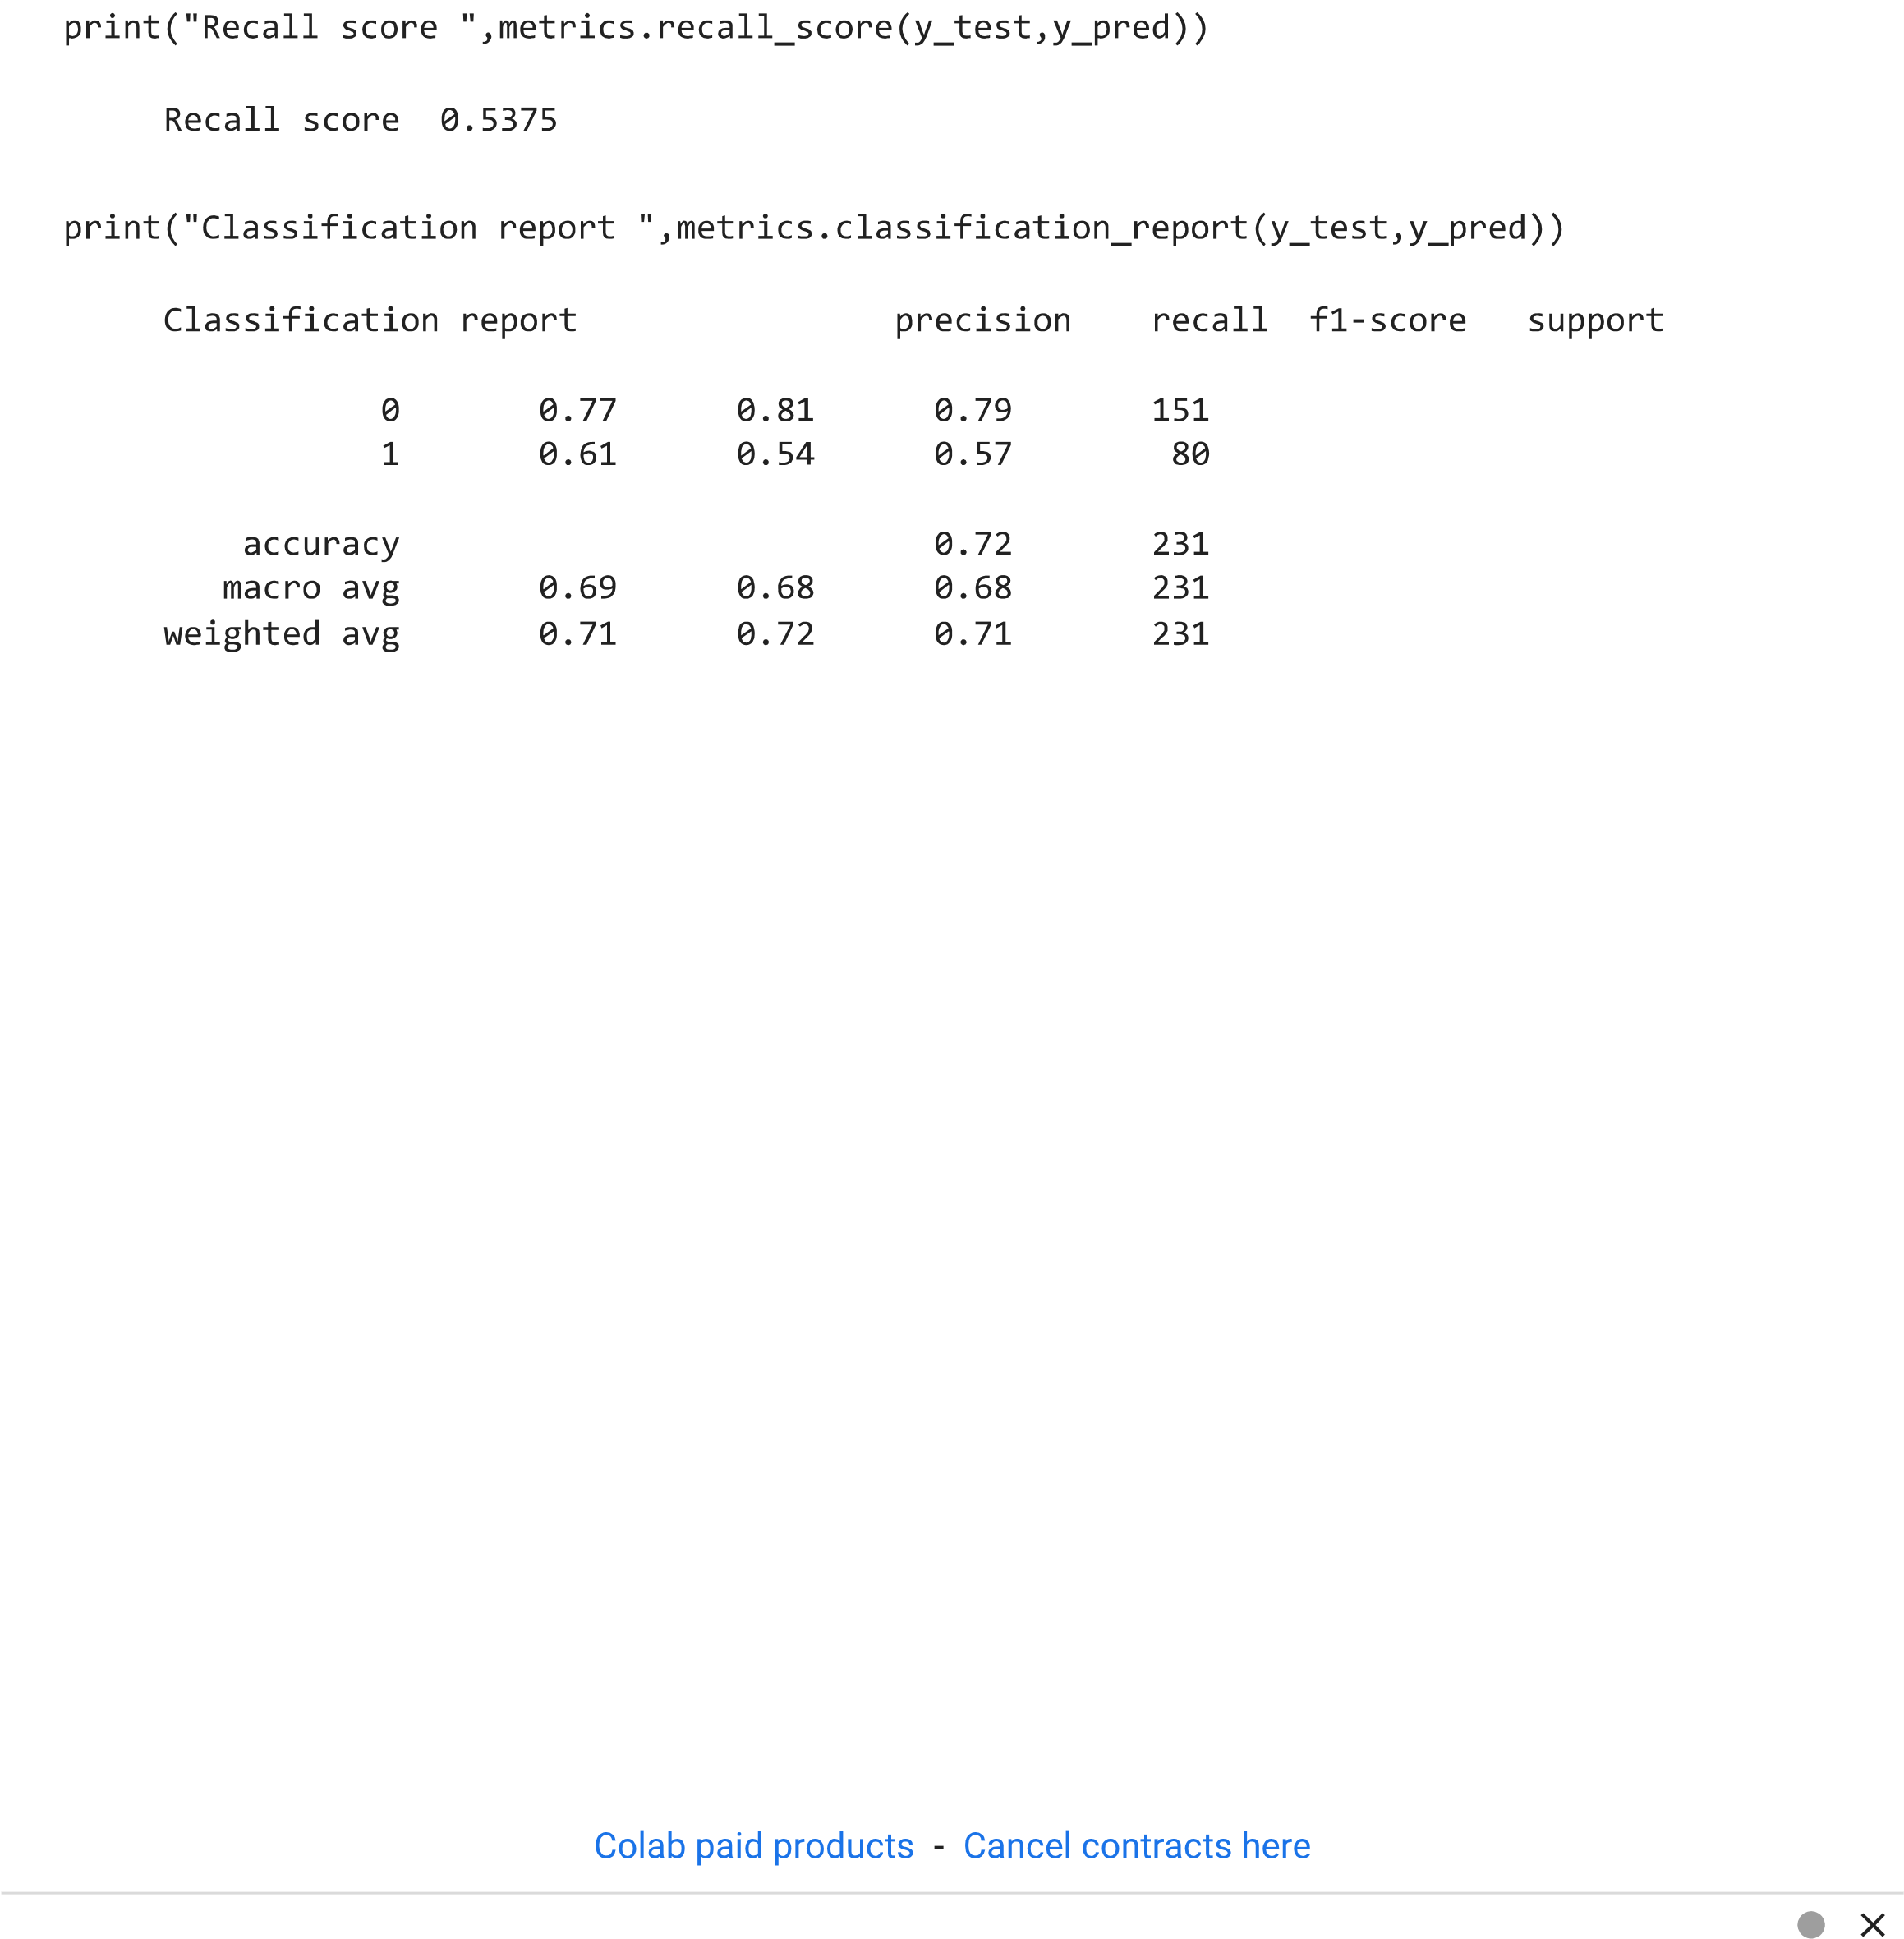 print("Recall score ",metrics.recall_score(y_test,y_pred))
Recall score  0.5375
print("Classification report ",metrics.classification_report(y_test,y_pred))
Classification report                precision    recall  f1-score   support
0       0.77      0.81      0.79       151
1       0.61      0.54      0.57        80
accuracy                           0.72       231
macro avg       0.69      0.68      0.68       231
weighted avg       0.71      0.72      0.71       231
Colab paid products - Cancel contracts here